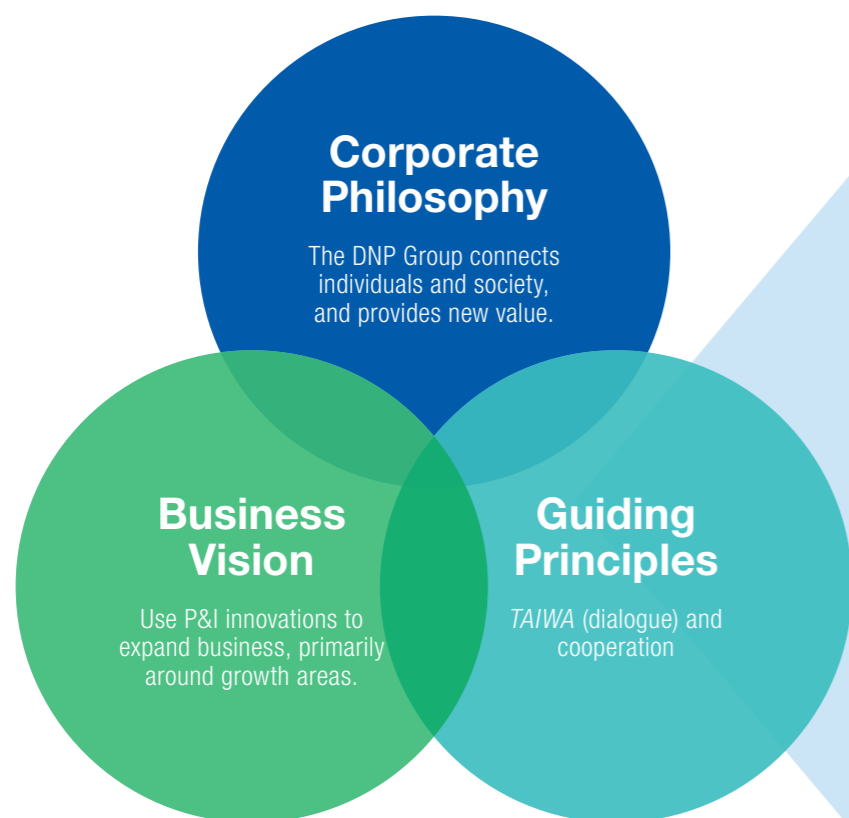 Corporate
Philosophy
The DNP Group connects
individuals and society,
and provides new value.
Business
Vision
Use P&I innovations to
expand business, primarily
around growth areas.
Guiding
Principles
TAIWA (dialogue) and
cooperation